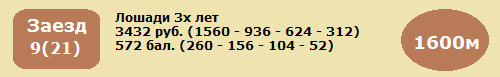 Заезд
9(21)
Лошади 3х лет
3432 руб. (1560 - 936 - 624 - 312)
572 бал. (260 - 156 - 104 - 52)
1600м